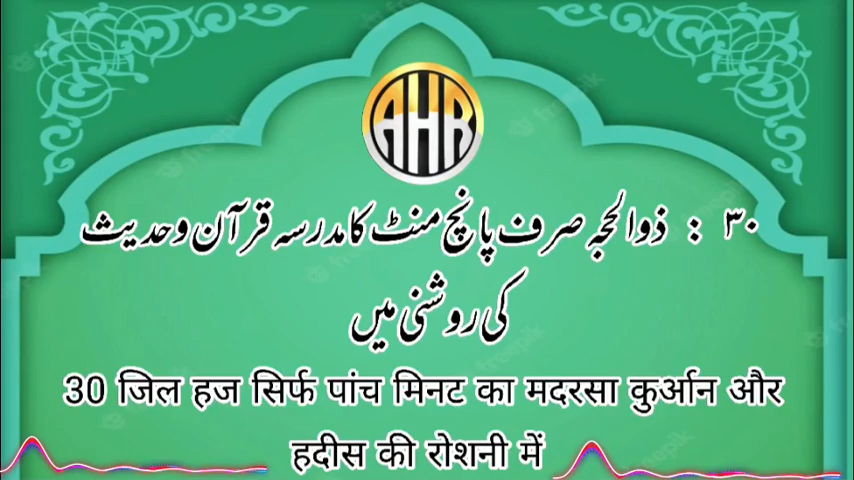 AHR
۳۰ : ذوالحجہ صرف پانچ منٹ کا مدرسہ قرآن و حدیث
کی روشنی میں
30 जिल हज सिर्फ पांच मिनट का मदरसा कुर्आन और
हदीस की रोशनी में